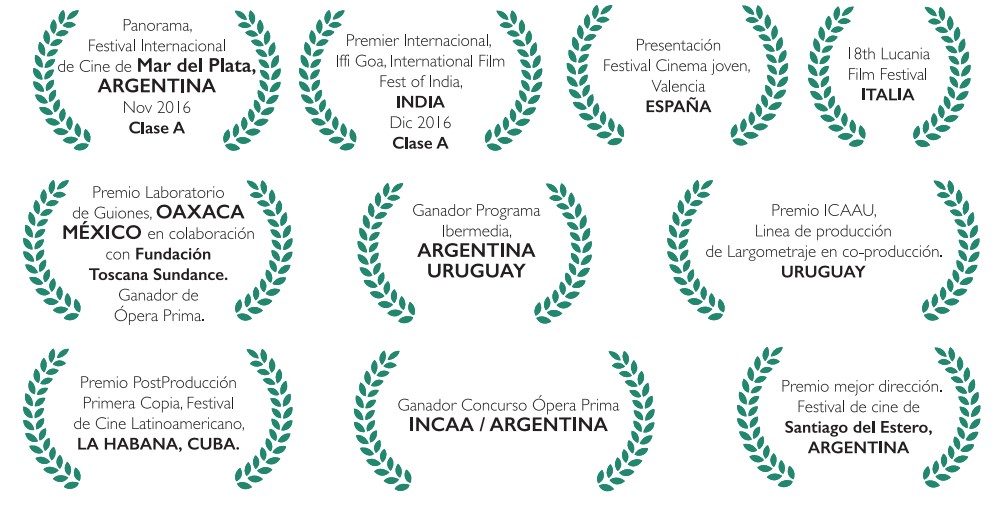 Panorama,
Festival Internacional
de Cine de Mar del Plata,
ARGENTINA
Nov 2016
Clase A
Premier Internacional,
Iffi Goa, International Film
Fest of India,
INDIA
Dic 2016
Clase A
Presentación
Festival Cinema joven,
Valencia
ESPAÑA
18th Lucania
Film Festival
ITALIA
Premio Laboratorio
de Guiones, OAXACA
MÉXICO en colaboración
con Fundación
Toscana Sundance.
Ganador de
Ópera Prima.
Ganador Programa
Ibermedia,
ARGENTINA
URUGUAY
Premio ICAAU,
Linea de producción
de Largometraje en co-producción.
URUGUAY
Premio PostProducción
Primera Copia, Festival
de Cine Latinoamericano,
LA HABANA, CUBA.
Ganador Concurso Ópera Prima
INCAA / ARGENTINA
Premio mejor dirección.
Festival de cine de
Santiago del Estero,
ARGENTINA